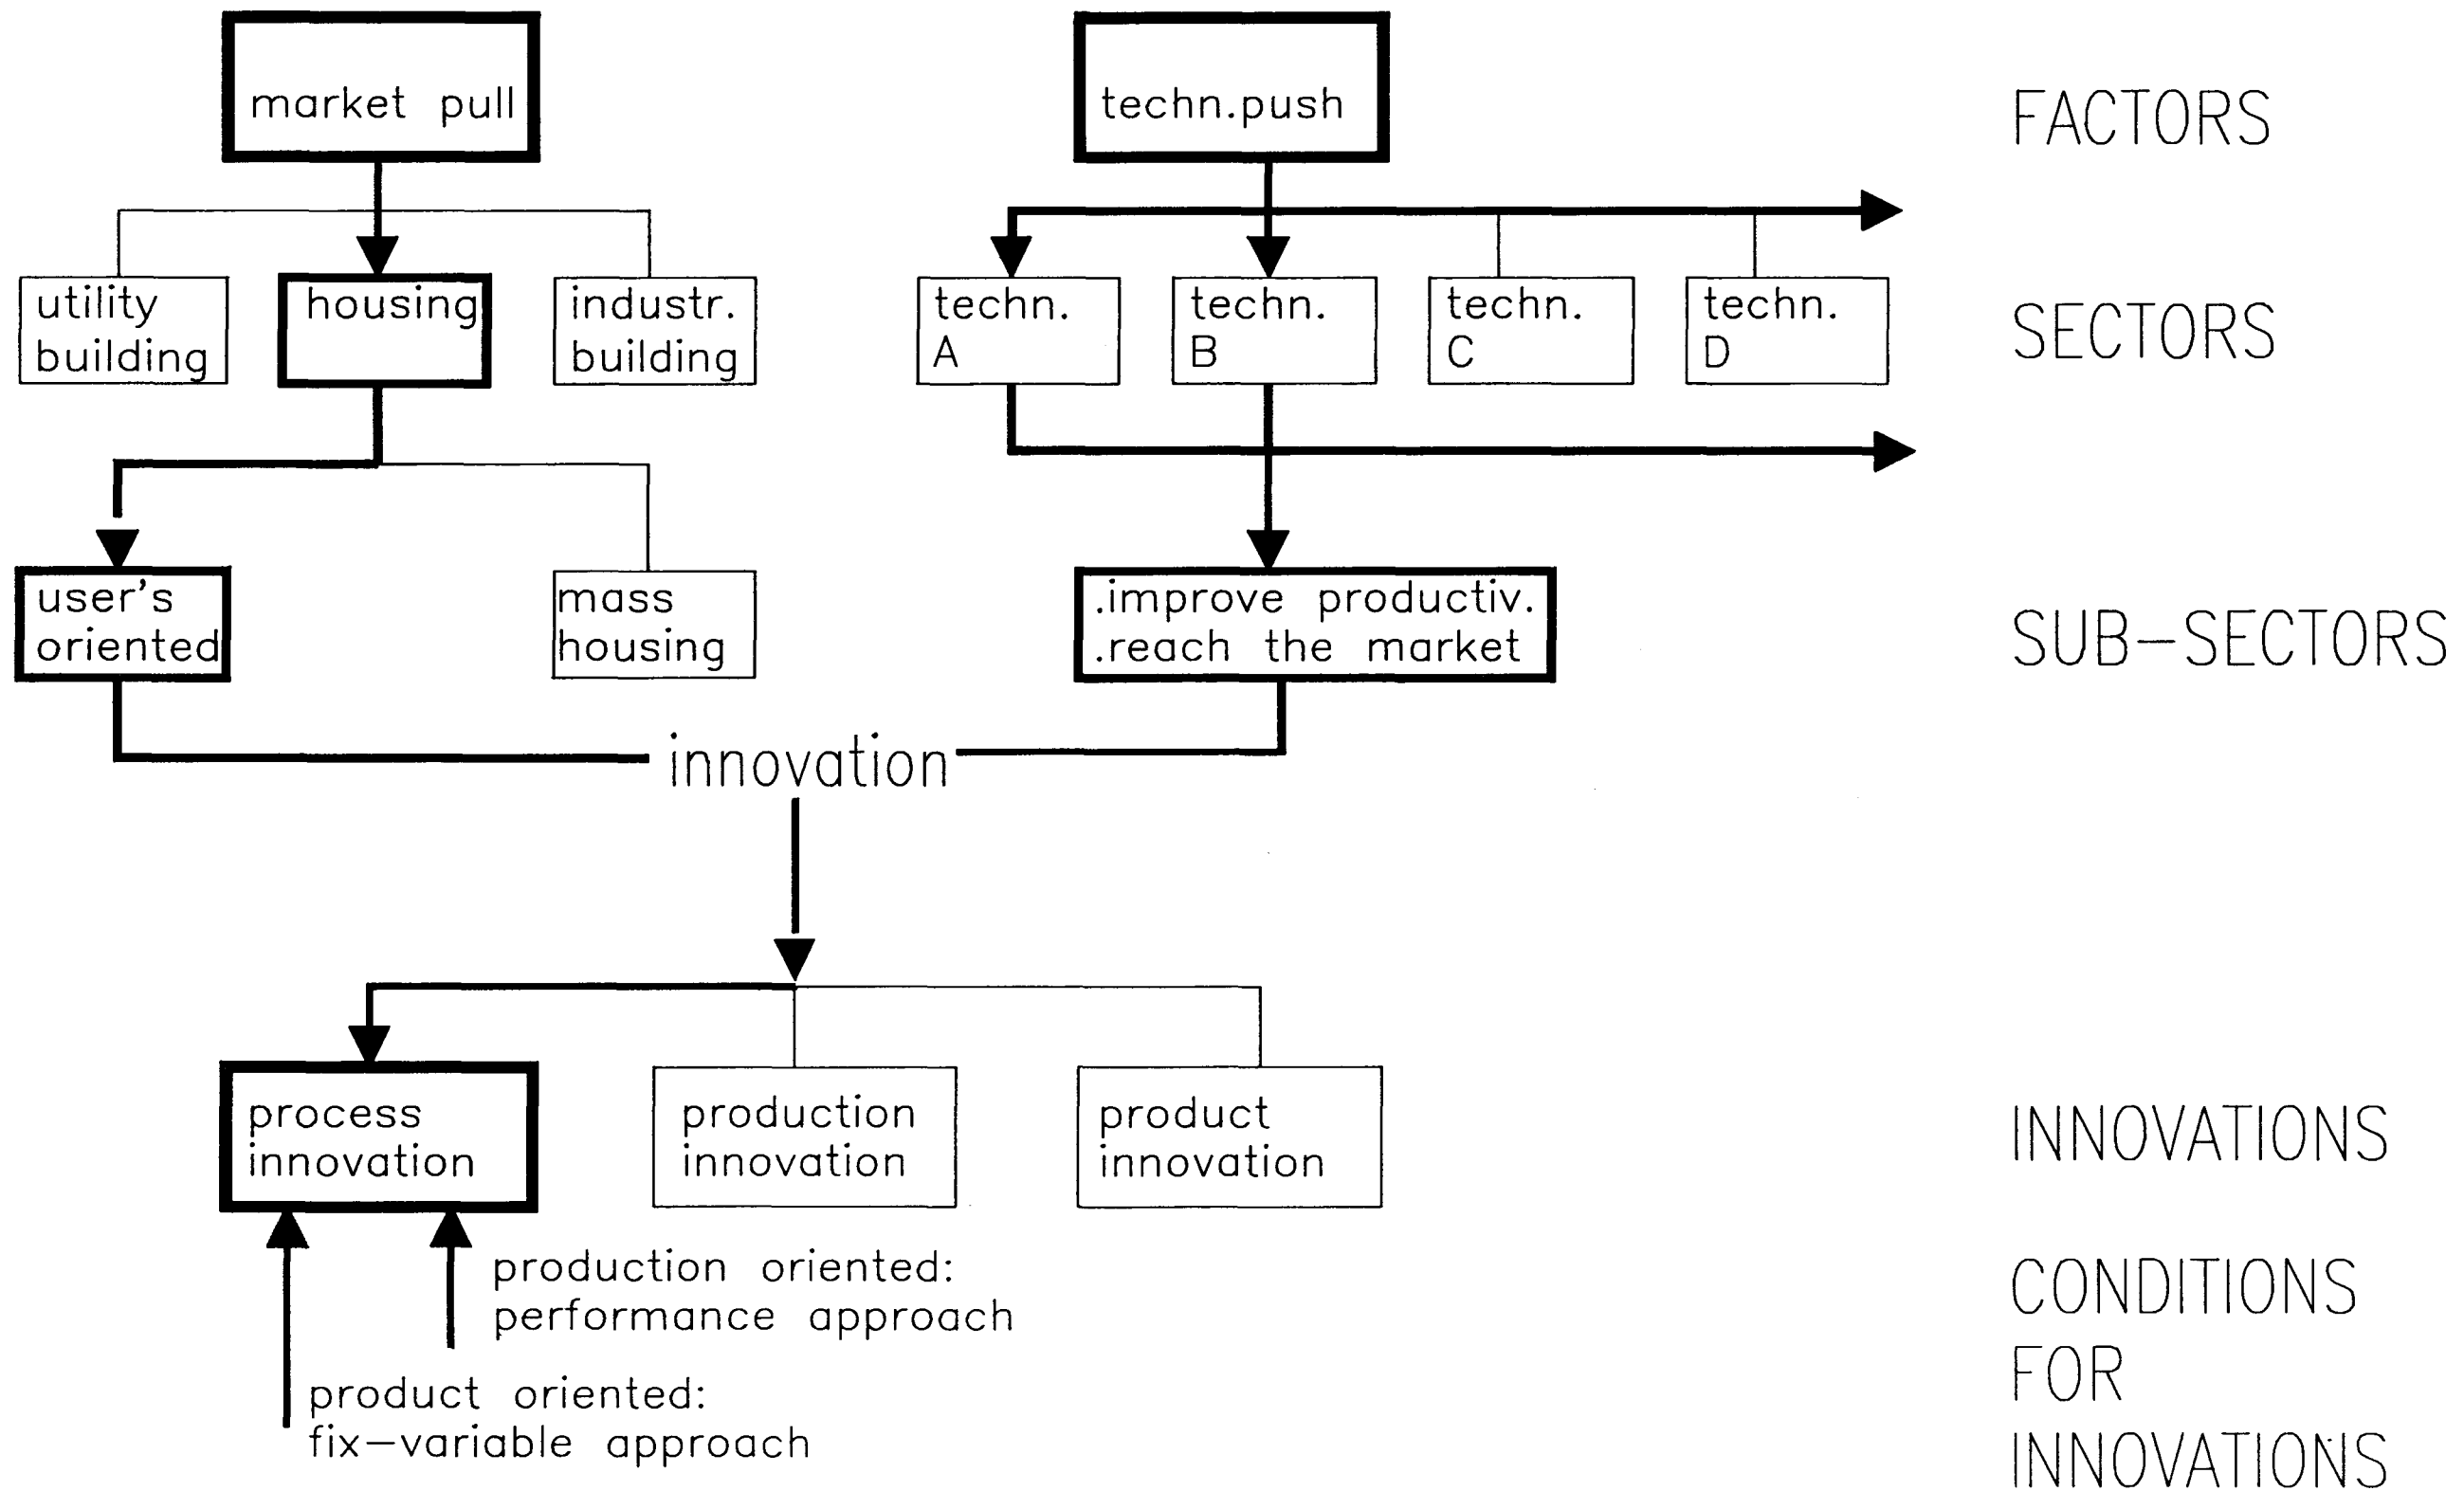 market pull
techn.push
FACTORS
utility
building
housing
industr.
building
techn.
A
techn.
B
techn.
C
techn.
D
SECTORS
user's
oriented
mass
housing
.improve productiv.
.reach the market
SUB-SECTORS
innovation
process
innovation
production
innovation
product
innovation
INNOVATIONS
production oriented:
performance approach
product oriented:
fix-variable approach
CONDITIONS
FOR
INNOVATIONS